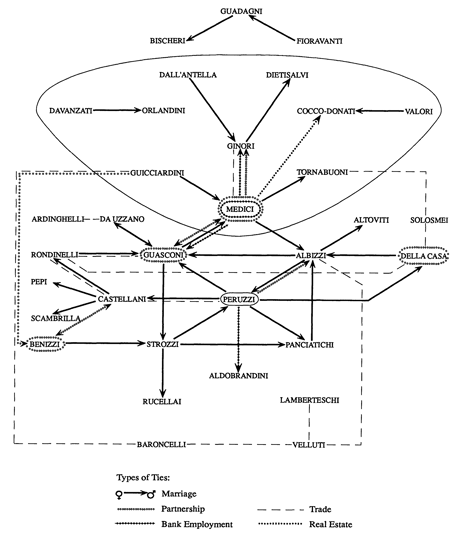 GUADAGNI
BISCHERI FIORAVANTI
DALL'ANTELLA DIETISALVI
DAVANZATI ORLANDINI COCCO-DONATI VALORI
GINORI
GUICCIARDINI TORNABUONI
MEDICI
ARDINGHELLI DA UZZANO ALTOVITI SOLOSMEI
RONDINELLI GUASCONI ALBIZZI DELLA CASA
PEPI
CASTELLANI PERUZZI
SCAMBRILLA
BENIZZI STROZZI PANCIATICHI
ALDOBRANDINI
RUCELLAI LAMBERTESCHI
BARONCELLI VELLUTI
Types of Ties:
♀ ♂ Marriage
Partnership Trade
Bank Employment Real Estate